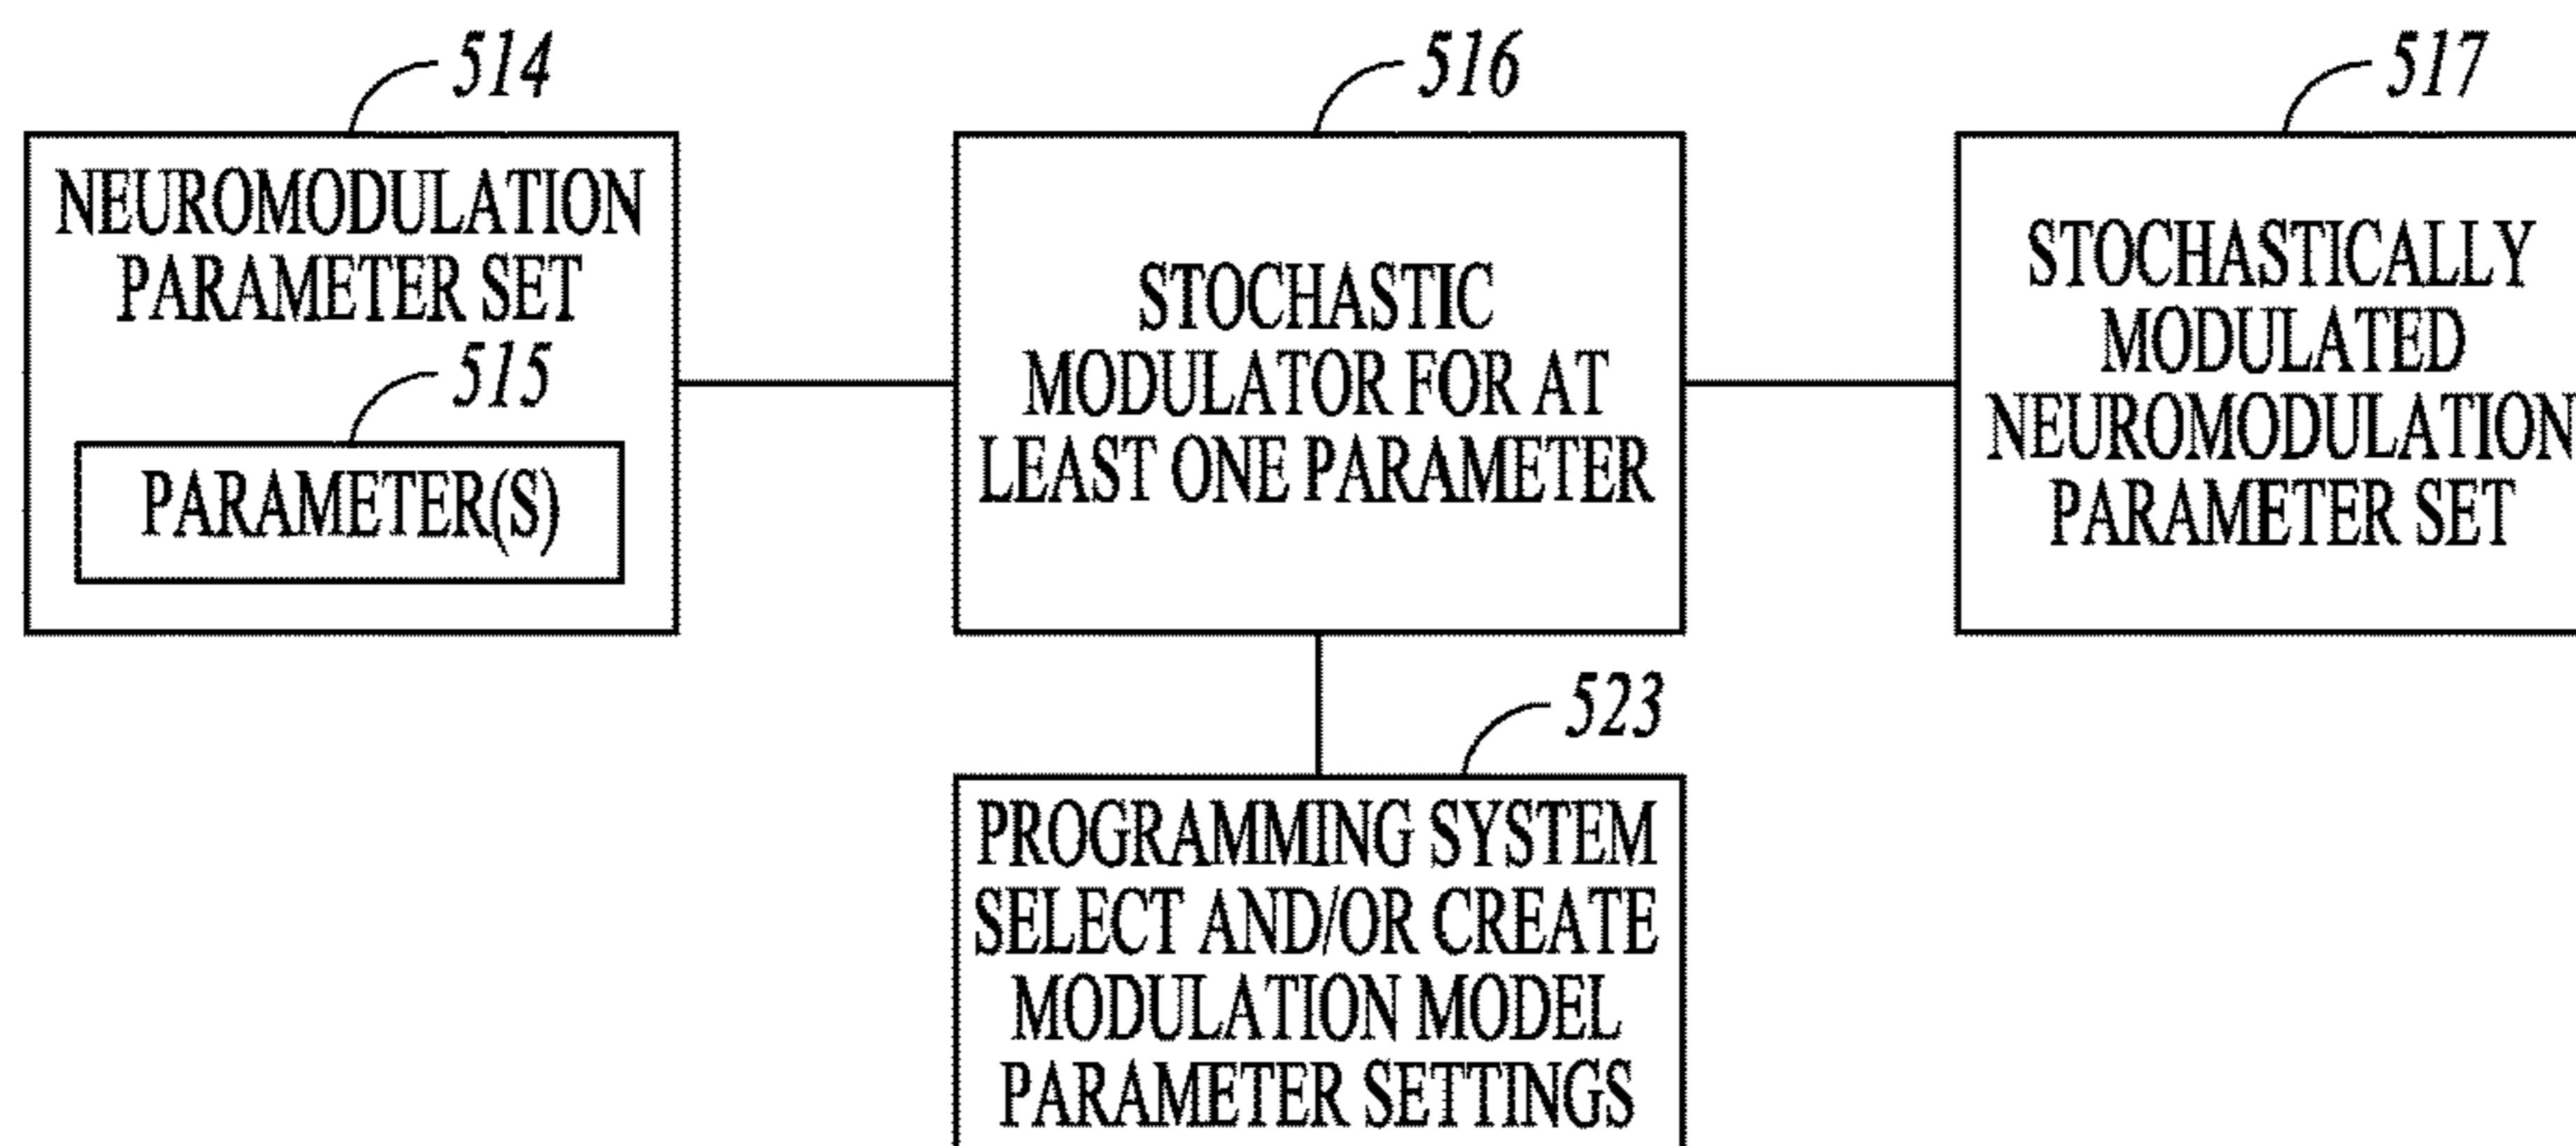 514
NEUROMODULATION
PARAMETER SET
515
PARAMETER(S)
516
STOCHASTIC
MODULATOR FOR AT
LEAST ONE PARAMETER
517
STOCHASTICALLY
MODULATED
NEUROMODULATION
PARAMETER SET
523
PROGRAMMING SYSTEM
SELECT AND/OR CREATE
MODULATION MODEL
PARAMETER SETTINGS